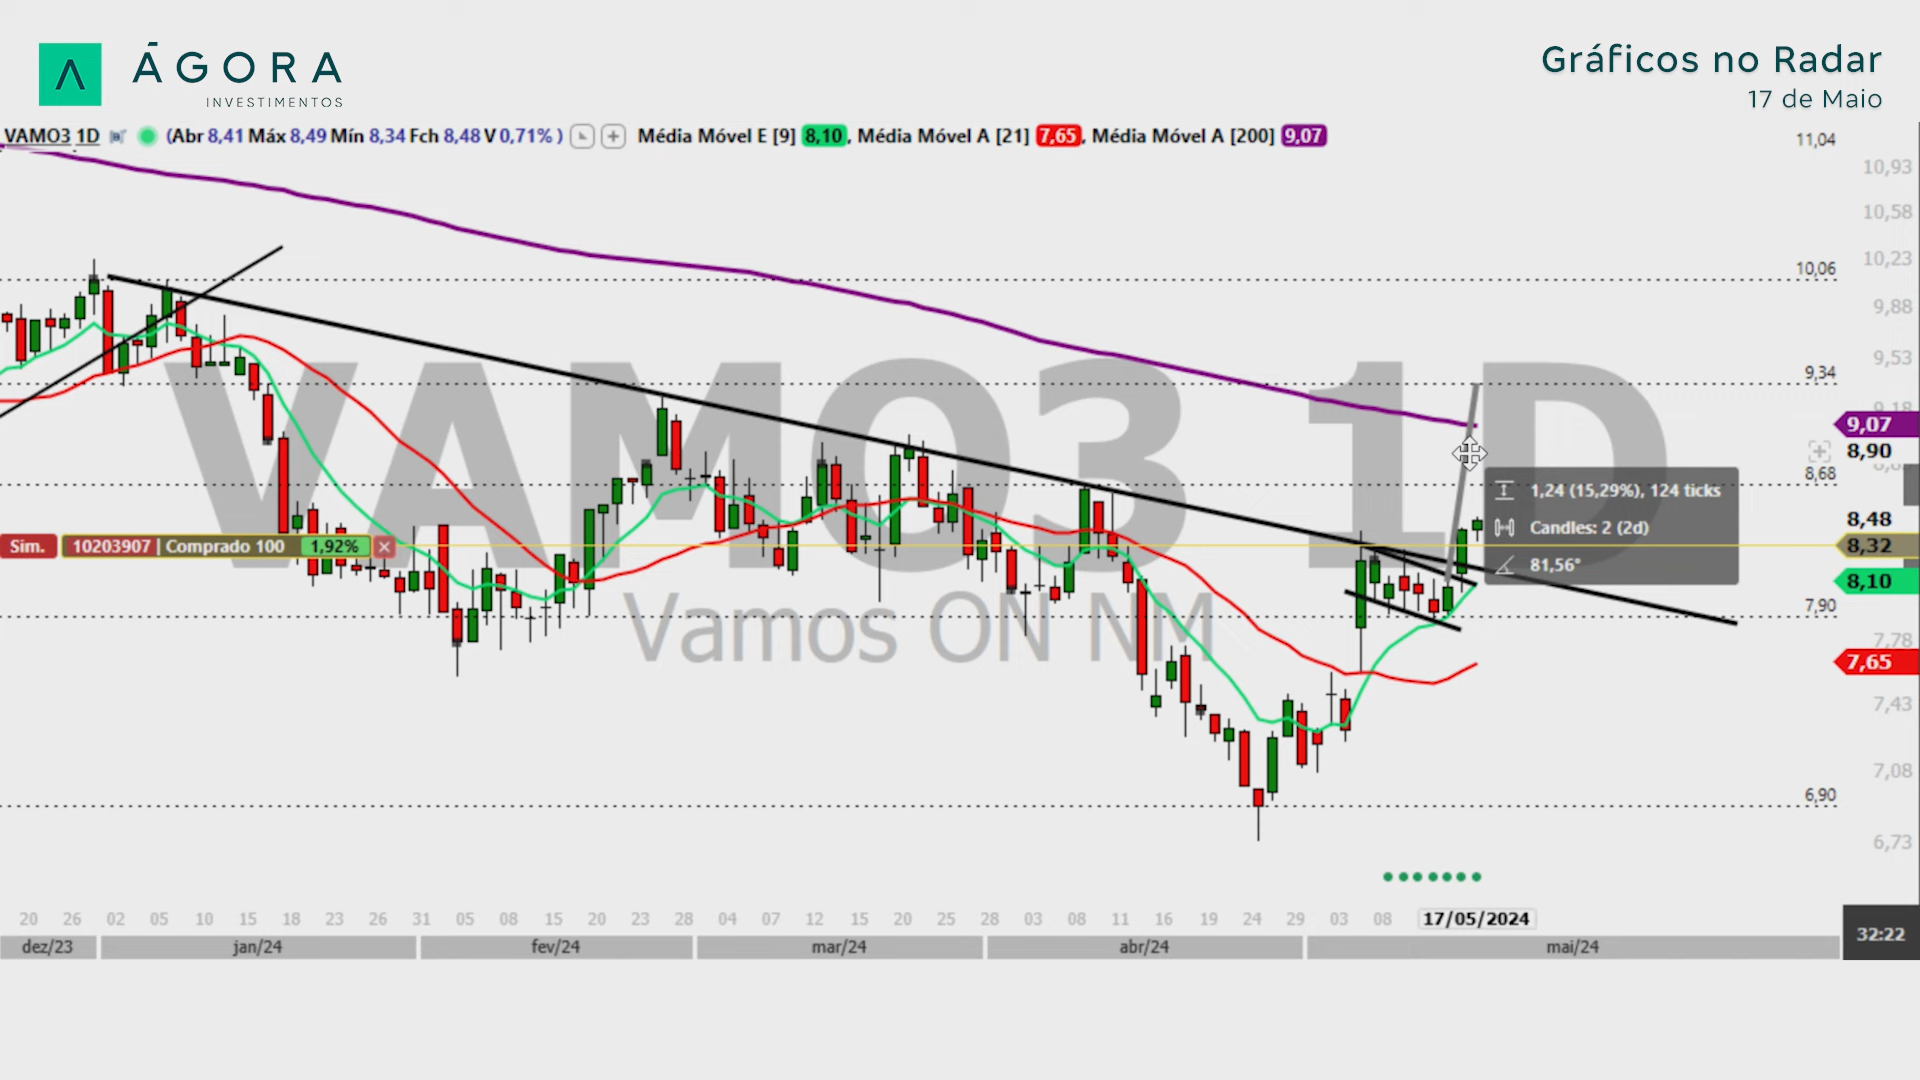 ÁGORA
INVESTIMENTOS
Gráficos no Radar
17 de Maio
VAMO3 1D (Abr 8,41 Máx 8,49 Mín 8,34 Fch 8,48 V 0,71% ) Média Móvel E [9] 8,10, Média Móvel A [21] 7,65, Média Móvel A [200] 9,07
11,04
10,93
10,58
10,23
10,06
9,88
9,53
9,34
9,18
9,07
8,90
8,68
8,48
8,32
8,10
7,90
7,78
7,65
7,43
7,08
6,90
6,73
VAMO3 1D
Vamos ON NM
1,24 (15,29%), 124 ticks
Candles: 2 (2d)
81,56°
Sim. 10203907 | Comprado 100 1,92%
20 26 02 05 10 15 18 23 26 31 05 08 15 20 23 28 04 07 12 15 20 25 28 03 08 11 16 19 24 29 03 08 17/05/2024
dez/23 jan/24 fev/24 mar/24 abr/24 mai/24
32:22